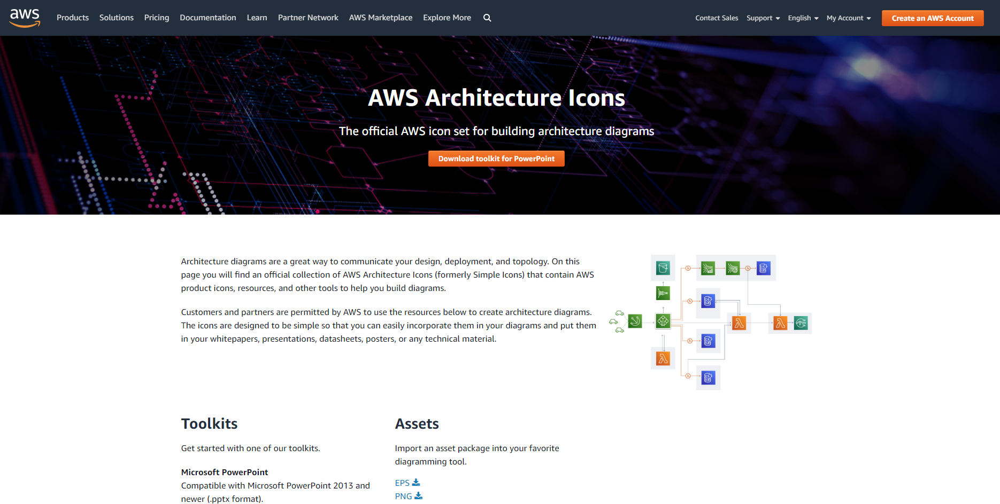 aws
Products Solutions Pricing Documentation Learn Partner Network AWS Marketplace Explore More
Contact Sales Support English My Account Create an AWS Account
AWS Architecture Icons
The official AWS icon set for building architecture diagrams
Download toolkit for PowerPoint
Architecture diagrams are a great way to communicate your design, deployment, and topology. On this
page you will find an official collection of AWS Architecture Icons (formerly Simple Icons) that contain AWS
product icons, resources, and other tools to help you build diagrams.
Customers and partners are permitted by AWS to use the resources below to create architecture diagrams.
The icons are designed to be simple so that you can easily incorporate them in your diagrams and put them
in your whitepapers, presentations, datasheets, posters, or any technical material.
Toolkits
Get started with one of our toolkits.
Microsoft PowerPoint
Compatible with Microsoft PowerPoint 2013 and
newer (.pptx format).
Assets
Import an asset package into your favorite
diagramming tool.
EPS
PNG